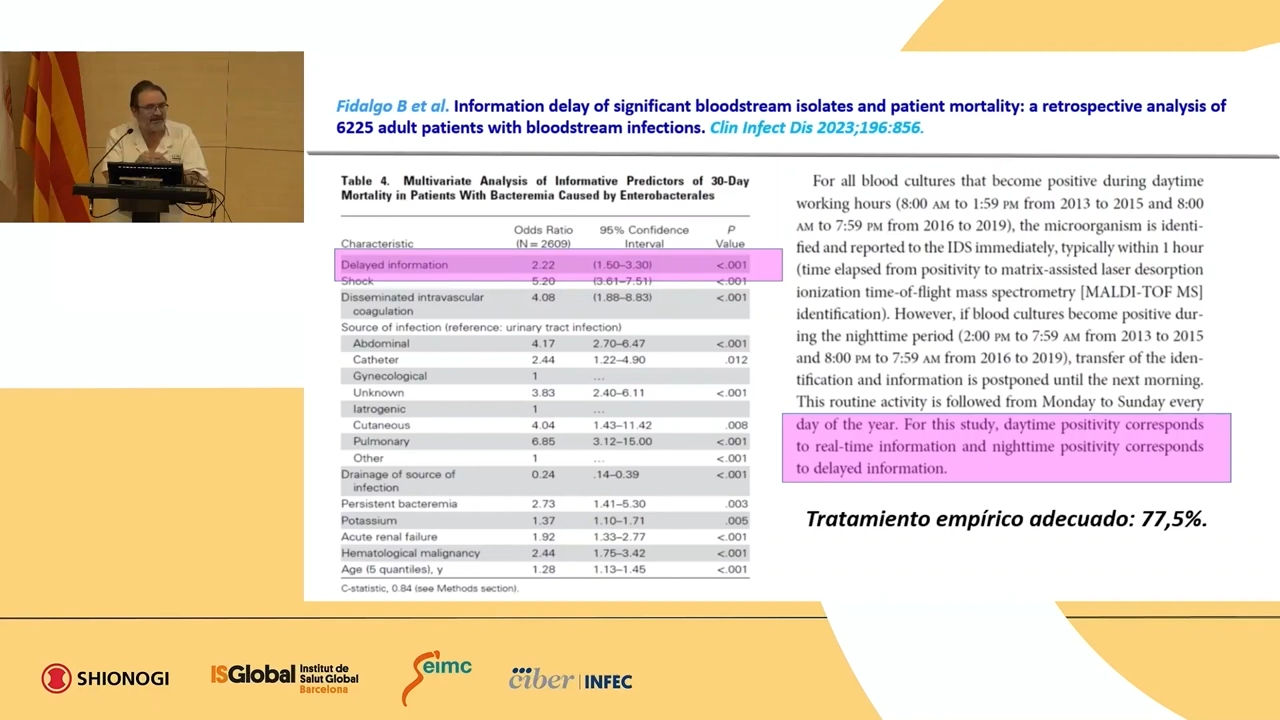 Fidalgo B et al. Information delay of significant bloodstream isolates and patient mortality: a retrospective analysis of
6225 adult patients with bloodstream infections. Clin Infect Dis 2023;196:856.
Table 4. Multivariate Analysis of Informative Predictors of 30-Day
Mortality in Patients With Bacteremia Caused by Enterobacterales
Odds Ratio 95% Confidence P
Characteristic (N = 2609) Interval Value
Delayed information 2.22 (1.50–3.30) <.001
Shock 5.20 (3.61–7.51) <.001
Disseminated intravascular 4.08 (1.88–8.83) <.001
coagulation
Source of infection (reference: urinary tract infection)
Abdominal 4.17 2.70–6.47 <.001
Catheter 2.44 1.22–4.90 .012
Gynecological 1 ...
Unknown 3.83 2.40–6.11 <.001
Iatrogenic 1 ...
Cutaneous 4.04 1.43–11.42 .008
Pulmonary 6.85 3.12–15.00 <.001
Other 1 ... <.001
Drainage of source of 0.24 .14–0.39 <.001
infection
Persistent bacteremia 2.73 1.41–5.30 .003
Potassium 1.37 1.10–1.71 .005
Acute renal failure 1.92 1.33–2.77 <.001
Hematological malignancy 2.44 1.75–3.42 <.001
Age (5 quantiles), y 1.28 1.13–1.45 <.001
C-statistic, 0.84 (see Methods section).
For all blood cultures that become positive during daytime
working hours (8:00 AM to 1:59 PM from 2013 to 2015 and 8:00
AM to 7:59 PM from 2016 to 2019), the microorganism is identi-
fied and reported to the IDS immediately, typically within 1 hour
(time elapsed from positivity to matrix-assisted laser desorption
ionization time-of-flight mass spectrometry [MALDI-TOF MS]
identification). However, if blood cultures become positive dur-
ing the nighttime period (2:00 PM to 7:59 AM from 2013 to 2015
and 8:00 PM to 7:59 AM from 2016 to 2019), transfer of the iden-
tification and information is postponed until the next morning.
This routine activity is followed from Monday to Sunday every
day of the year. For this study, daytime positivity corresponds
to real-time information and nighttime positivity corresponds
to delayed information.
Tratamiento empírico adecuado: 77,5%.
SHIONOGI
ISGlobal Institut de
Salut Global
Barcelona
Seimc
ciber | INFEC